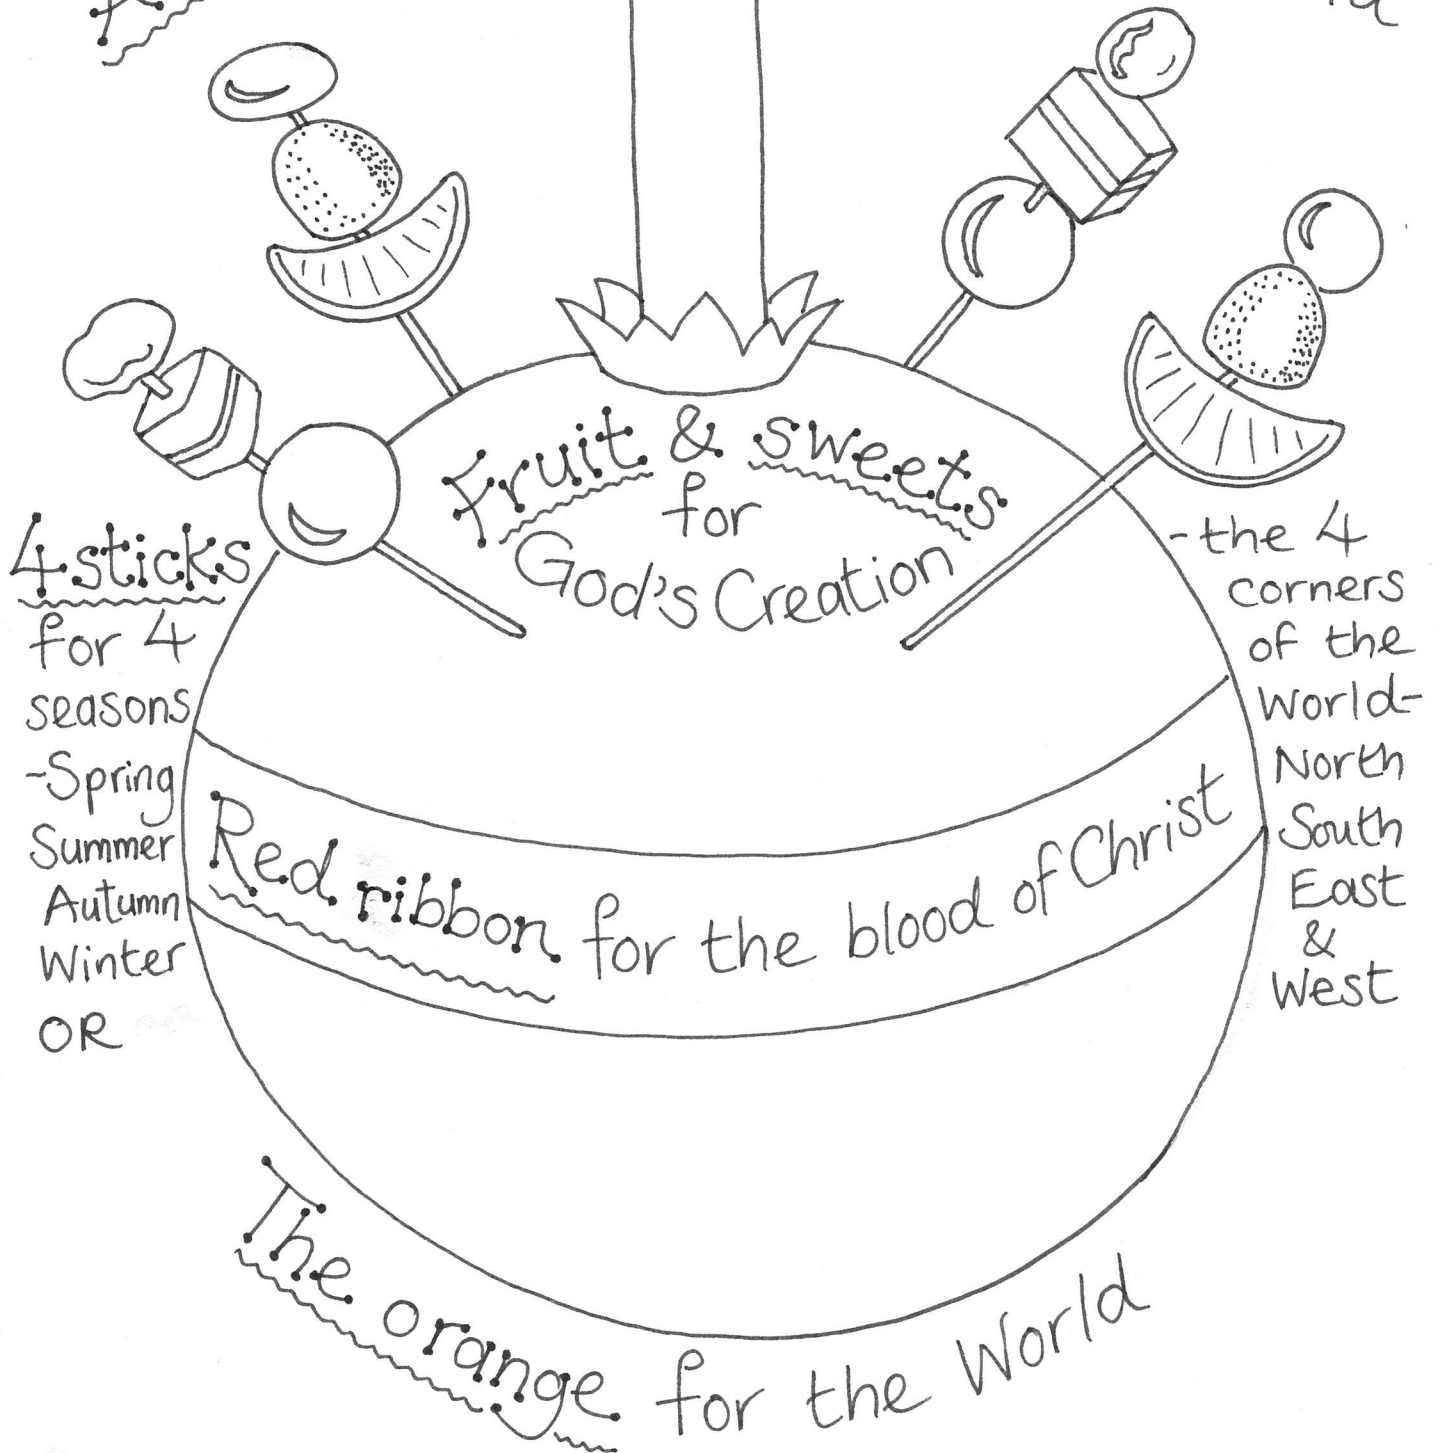 Fruit & sweets
for
God's Creation
4 sticks
for 4
seasons
-Spring
Summer
Autumn
Winter
OR
-the 4
corners
of the
World-
North
South
East
&
West
Red ribbon for the blood of Christ
The orange for the World